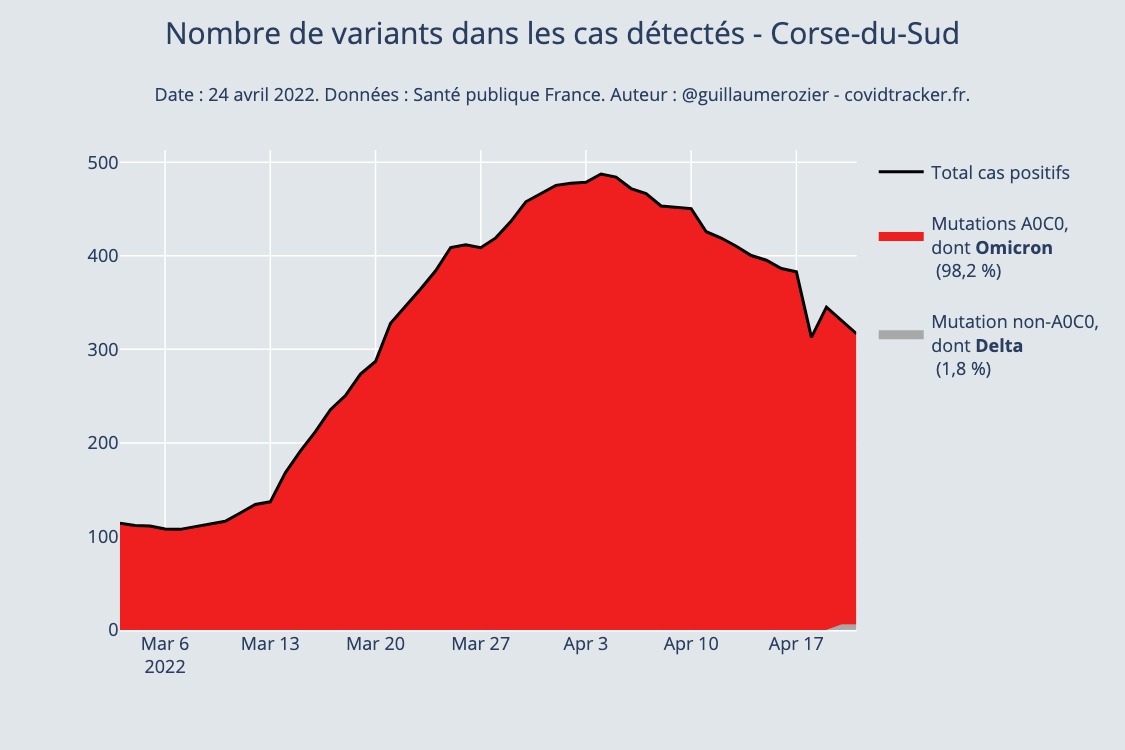 Nombre de variants dans les cas détectés - Corse-du-Sud
Date : 24 avril 2022. Données : Santé publique France. Auteur : @guillaumerozier - covidtracker.fr.
500
400
300
200
100
0
Mar 6
2022
Mar 13
Mar 20
Mar 27
Apr 3
Apr 10
Apr 17
Total cas positifs
Mutations A0C0,
dont Omicron
(98,2 %)
Mutation non-A0C0,
dont Delta
(1,8 %)